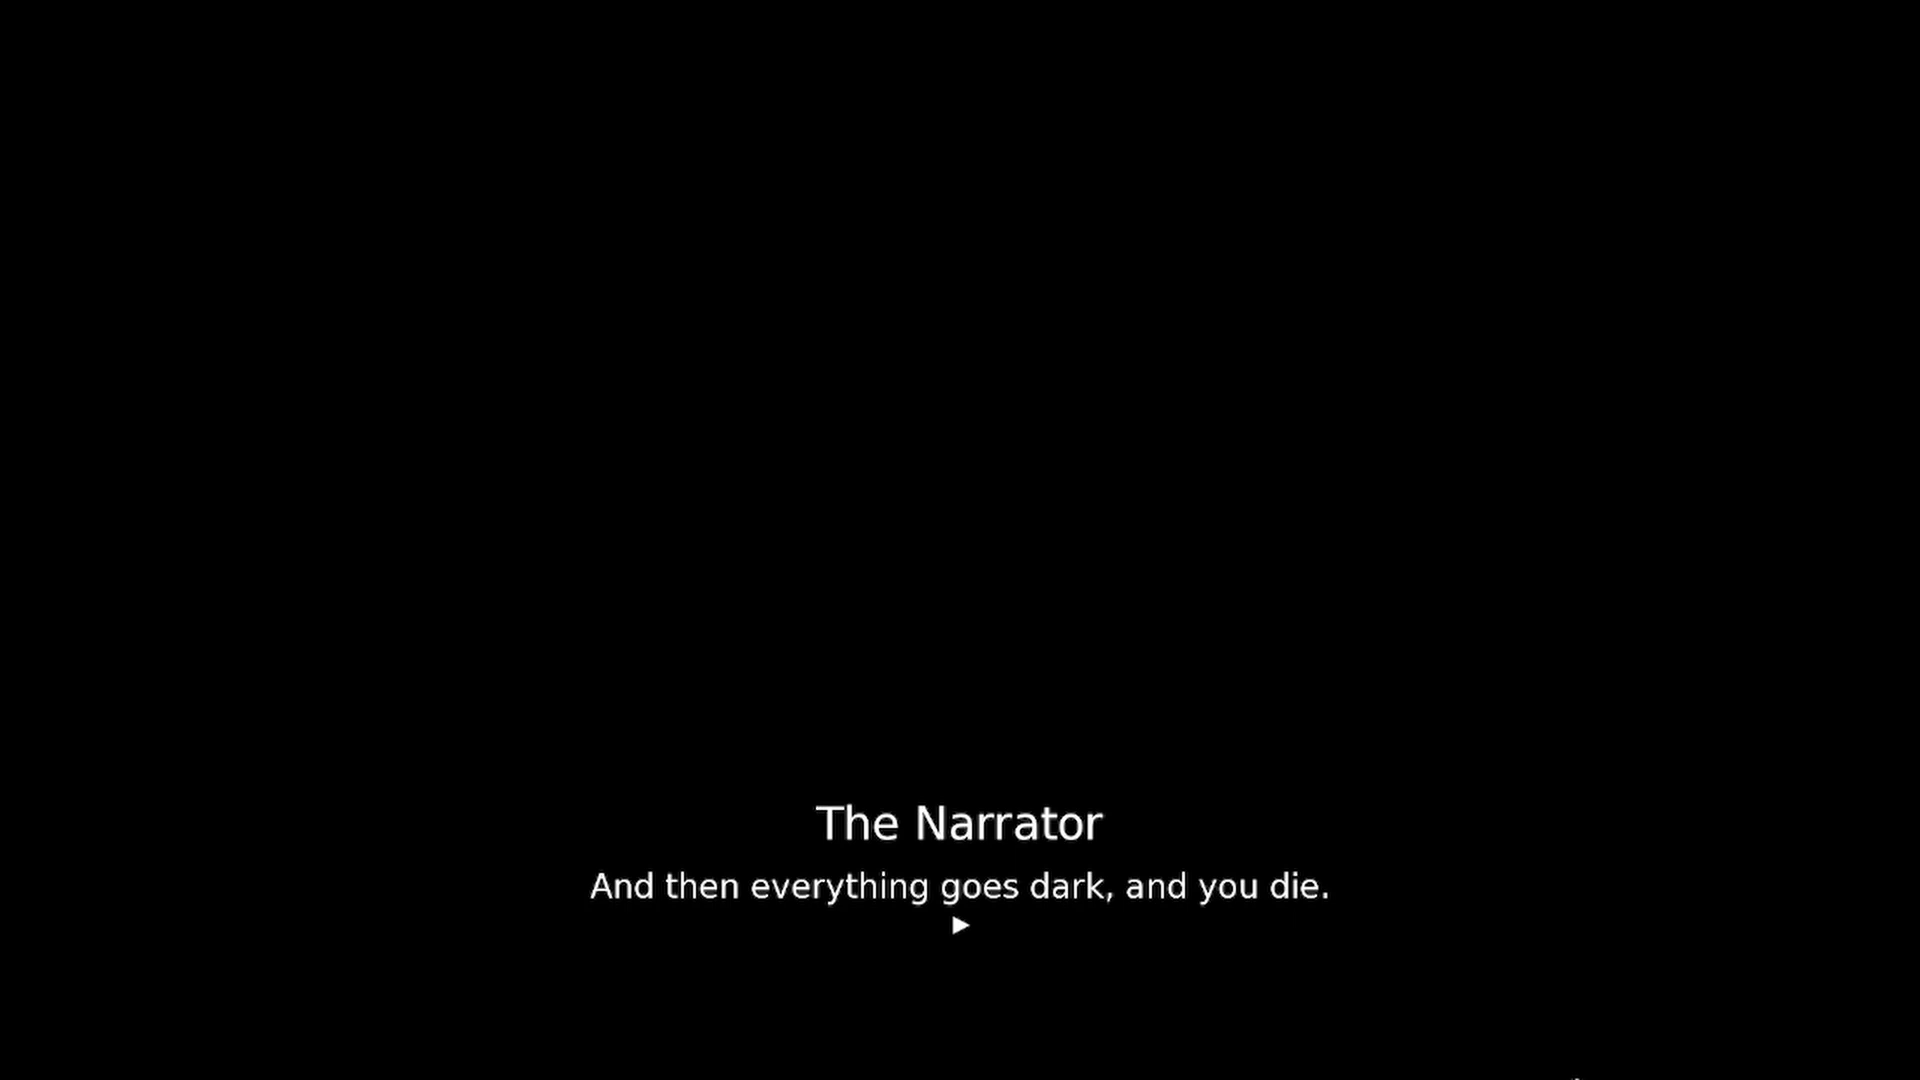 The Narrator
And then everything goes dark, and you die.